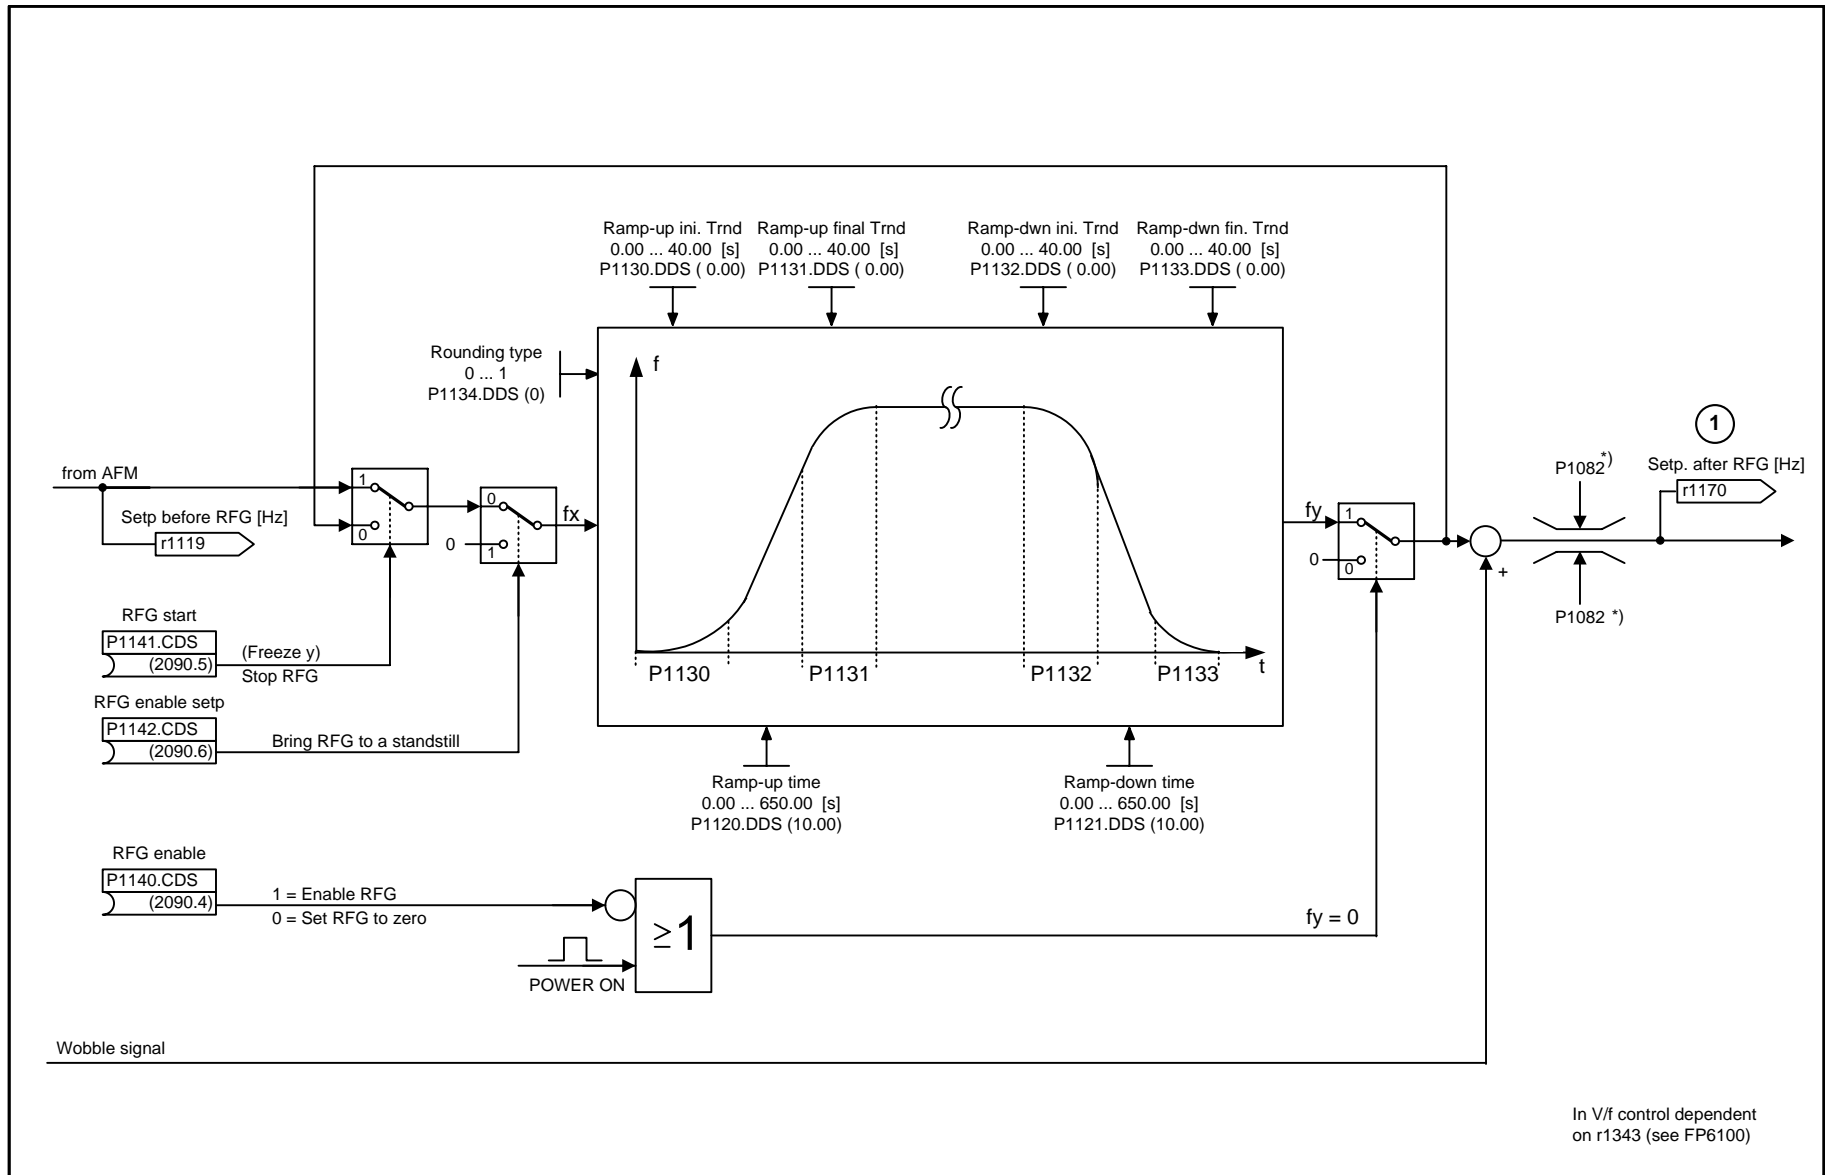 Ramp-up ini. Trnd
0.00 ... 40.00 [s]
P1130.DDS ( 0.00)
Ramp-up final Trnd
0.00 ... 40.00 [s]
P1131.DDS ( 0.00)
Ramp-dwn ini. Trnd
0.00 ... 40.00 [s]
P1132.DDS ( 0.00)
Ramp-dwn fin. Trnd
0.00 ... 40.00 [s]
P1133.DDS ( 0.00)
Rounding type
0 ... 1
P1134.DDS (0)
f
t
P1130
P1131
P1132
P1133
from AFM
Setp before RFG [Hz]
r1119
1
0
0
0
1
fx
fy
1
0
0
+
P1082 *)
P1082 *)
1
Setp. after RFG [Hz]
r1170
RFG start
P1141.CDS
(2090.5)
(Freeze y)
Stop RFG
RFG enable setp
P1142.CDS
(2090.6)
Bring RFG to a standstill
Ramp-up time
0.00 ... 650.00 [s]
P1120.DDS (10.00)
Ramp-down time
0.00 ... 650.00 [s]
P1121.DDS (10.00)
RFG enable
P1140.CDS
(2090.4)
1 = Enable RFG
0 = Set RFG to zero
≥1
POWER ON
fy = 0
Wobble signal
In V/f control dependent
on r1343 (see FP6100)